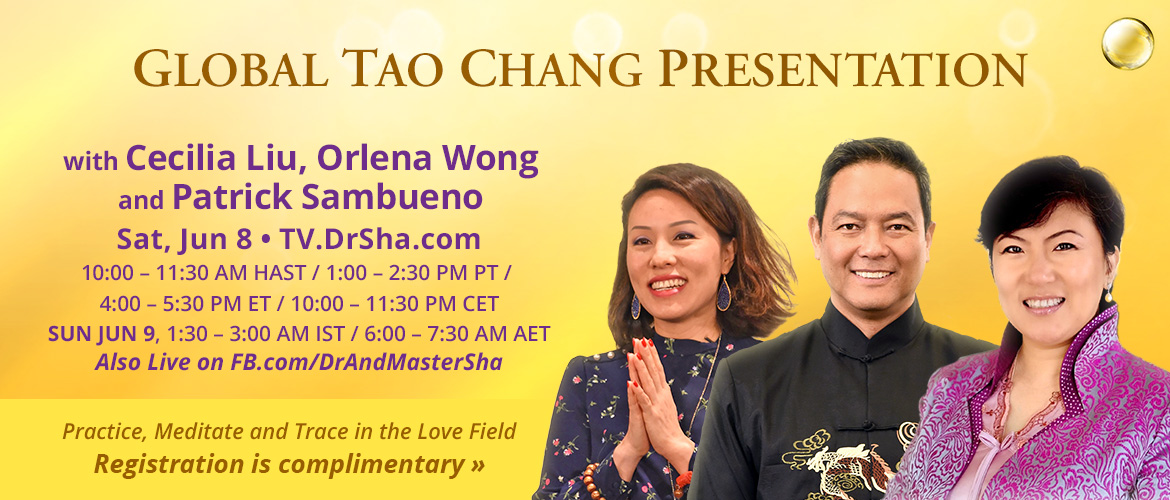 GLOBAL TAO CHANG PRESENTATION
with Cecilia Liu, Orlena Wong
and Patrick Sambueno
Sat, Jun 8 • TV.DrSha.com
10:00 – 11:30 AM HAST / 1:00 – 2:30 PM PT /
4:00 – 5:30 PM ET / 10:00 – 11:30 PM CET
SUN JUN 9, 1:30 – 3:00 AM IST / 6:00 – 7:30 AM AET
Also Live on FB.com/DrAndMasterSha
Practice, Meditate and Trace in the Love Field
Registration is complimentary »